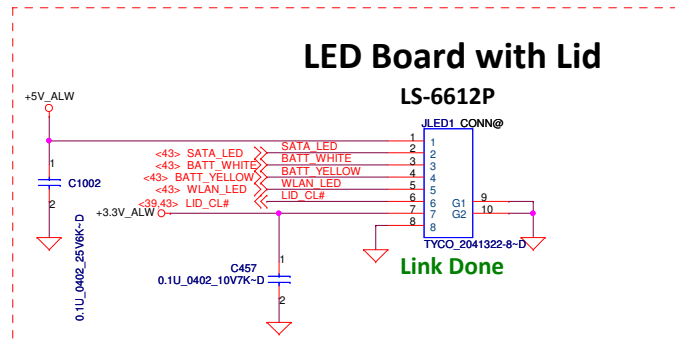 LED Board with Lid
LS-6612P
+5V_ALW
JLED1 CONN@
1
1
<43> SATA_LED
SATA_LED
2
2
<43> BATT_WHITE
BATT_WHITE
3
3
<43> BATT_YELLOW
BATT_YELLOW
4
4
<43> WLAN_LED
WLAN_LED
5
5
<39,43> LID_CL#
LID_CL#
6
6
+3.3V_ALW
7
7
8
8
G1
9
G2
10
TYCO_2041322-8~D
Link Done
1
C1002
2
0.1U_0402_25V6K~D
1
C457
0.1U_0402_10V7K~D
2